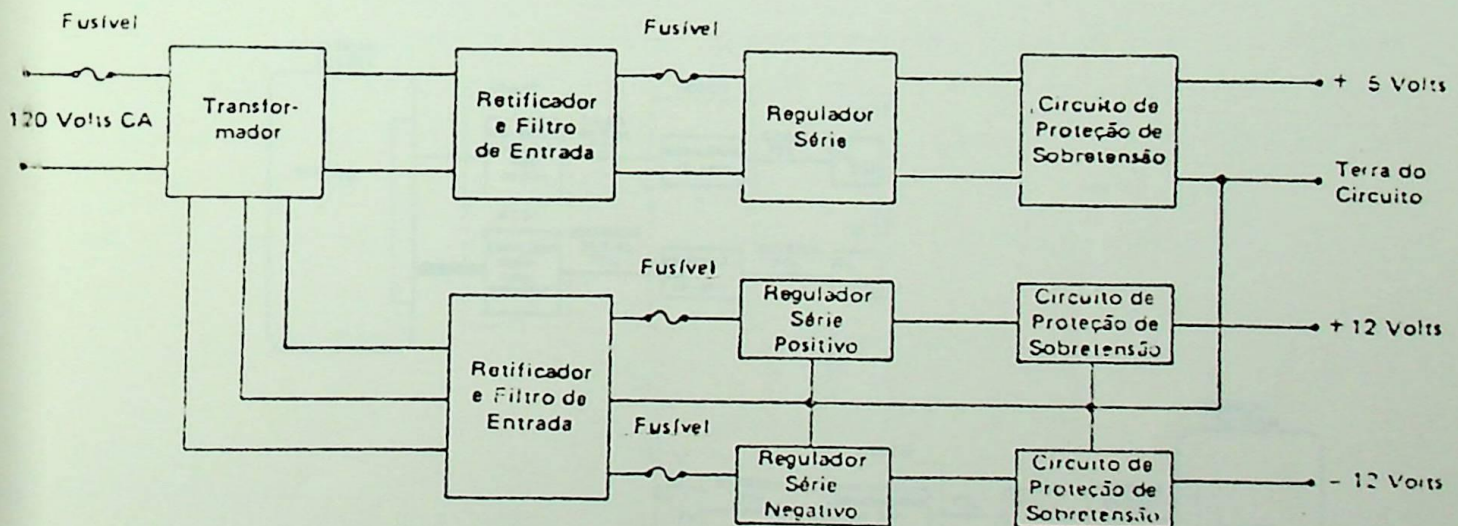 Fusível
Fusível
120 Volts CA
Transfor-
mador
Retificador
e Filtro
de Entrada
Regulador
Série
Circuito de
Proteção de
Sobretensão
+ 5 Volts
Terra do
Circuito
Fusível
Retificador
e Filtro de
Entrada
Regulador
Série
Positivo
Circuito de
Proteção de
Sobretensão
+ 12 Volts
Fusível
Regulador
Série
Negativo
Circuito de
Proteção de
Sobretensão
- 12 Volts